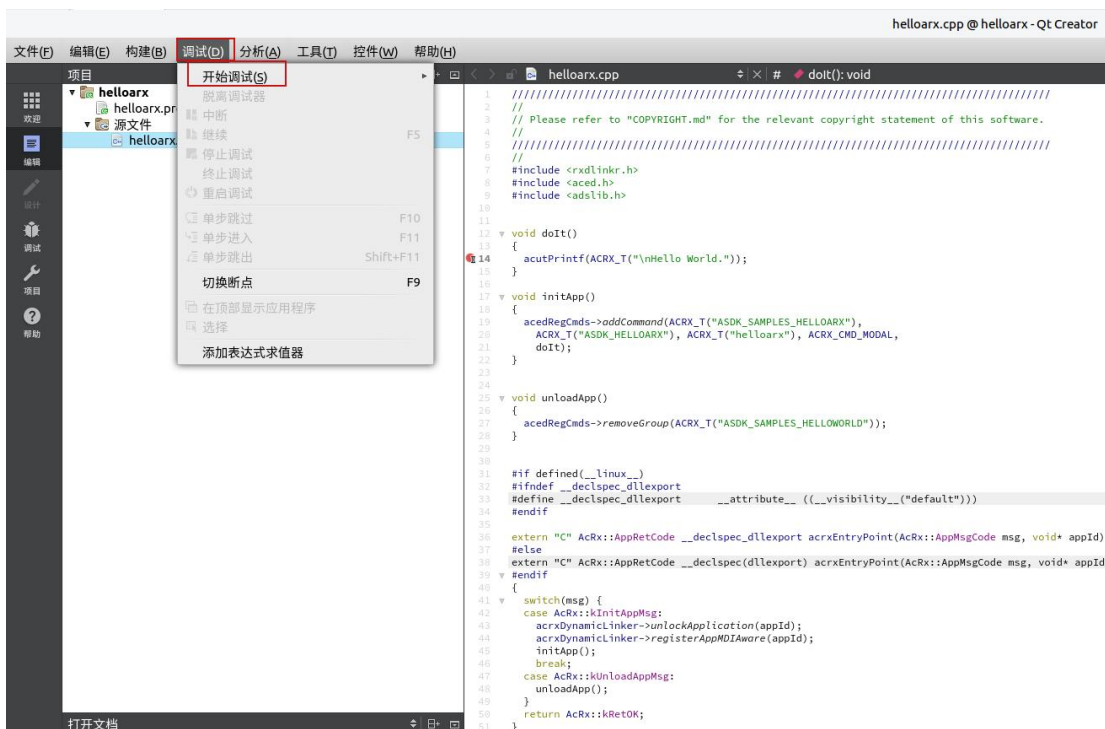 helloarx.cpp @ helloarx - Qt Creator
文件(F) 编辑(E) 构建(B) 调试(D) 分析(A) 工具(T) 控件(W) 帮助(H)
项目
helloarx
helloarx.pr
源文件
helloarx
欢迎
编辑
设计
调试
项目
帮助
开始调试(S)
脱离调试器
中断
继续 F5
停止调试
终止调试
重启调试
单步跳过 F10
单步进入 F11
单步跳出 Shift+F11
切换断点 F9
在顶部显示应用程序
选择
添加表达式求值器
打开文档
helloarx.cpp # doIt(): void
1 ////////////////////////////////////////////////////////////////////////////////
2 //
3 // Please refer to "COPYRIGHT.md" for the relevant copyright statement of this software.
4 //
5 ////////////////////////////////////////////////////////////////////////////////
6 //
7 #include <rxdlinkr.h>
8 #include <aced.h>
9 #include <adslib.h>
10
11
12 void doIt()
13 {
14 acutPrintf(ACRX_T("\nHello World."));
15 }
16
17 void initApp()
18 {
19 acedRegCmds->addCommand(ACRX_T("ASDK_SAMPLES_HELLOARX"),
20 ACRX_T("ASDK_HELLOARX"), ACRX_T("helloarx"), ACRX_CMD_MODAL,
21 doIt);
22 }
23
24
25 void unloadApp()
26 {
27 acedRegCmds->removeGroup(ACRX_T("ASDK_SAMPLES_HELLOWORLD"));
28 }
29
30
31 #if defined(__linux__)
32 #ifndef __declspec_dllexport
33 #define __declspec_dllexport __attribute__ ((__visibility__("default")))
34 #endif
35
36 extern "C" AcRx::AppRetCode __declspec_dllexport acrxEntryPoint(AcRx::AppMsgCode msg, void* appId)
37 #else
38 extern "C" AcRx::AppRetCode __declspec(dllexport) acrxEntryPoint(AcRx::AppMsgCode msg, void* appId
39 #endif
40 {
41 switch(msg) {
42 case AcRx::kInitAppMsg:
43 acrxDynamicLinker->unlockApplication(appId);
44 acrxDynamicLinker->registerAppMDIAware(appId);
45 initApp();
46 break;
47 case AcRx::kUnloadAppMsg:
48 unloadApp();
49 }
50 return AcRx::kRetOK;
51 }